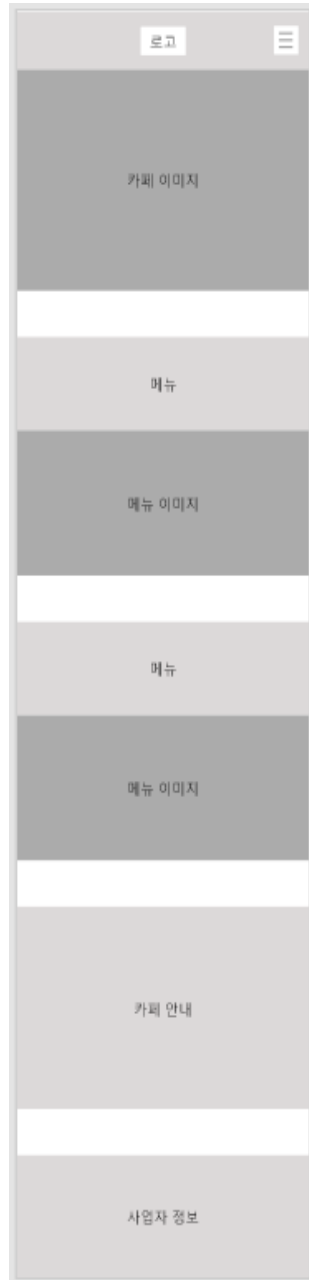 로고
카페 이미지
메뉴
메뉴 이미지
메뉴
메뉴 이미지
카페 안내
사업자 정보